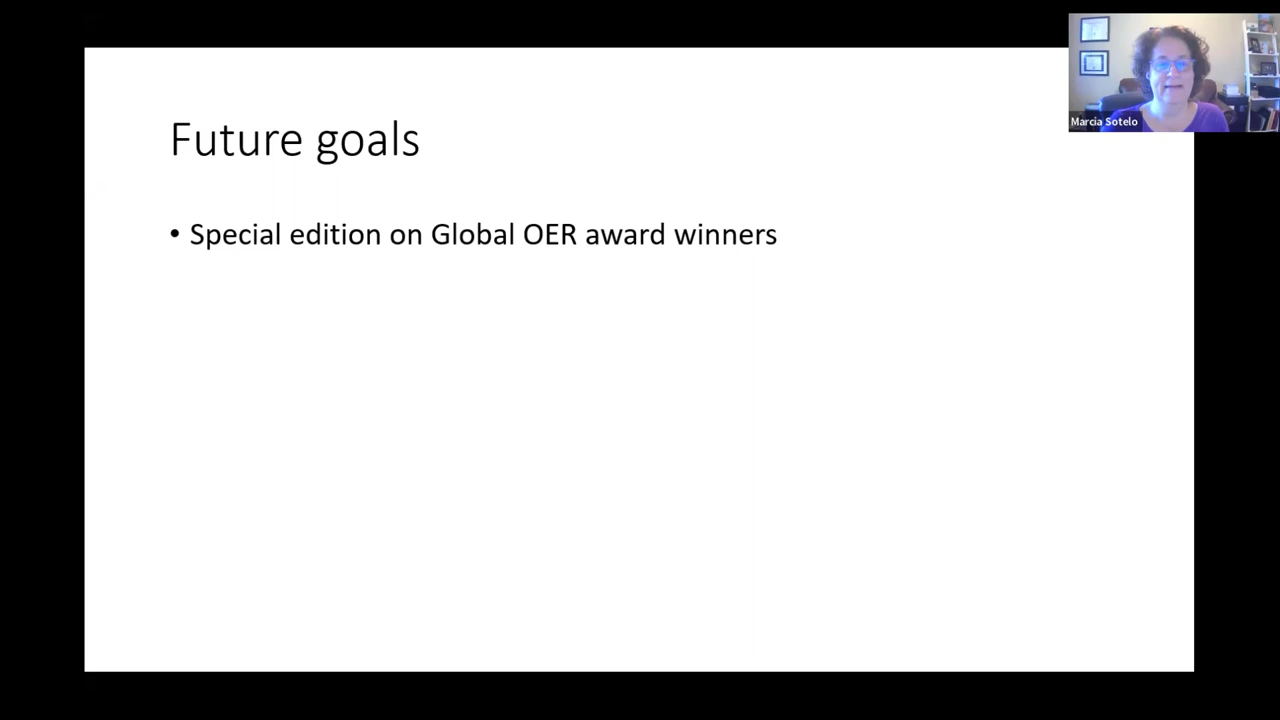 Future goals
• Special edition on Global OER award winners
Marcia Sotelo